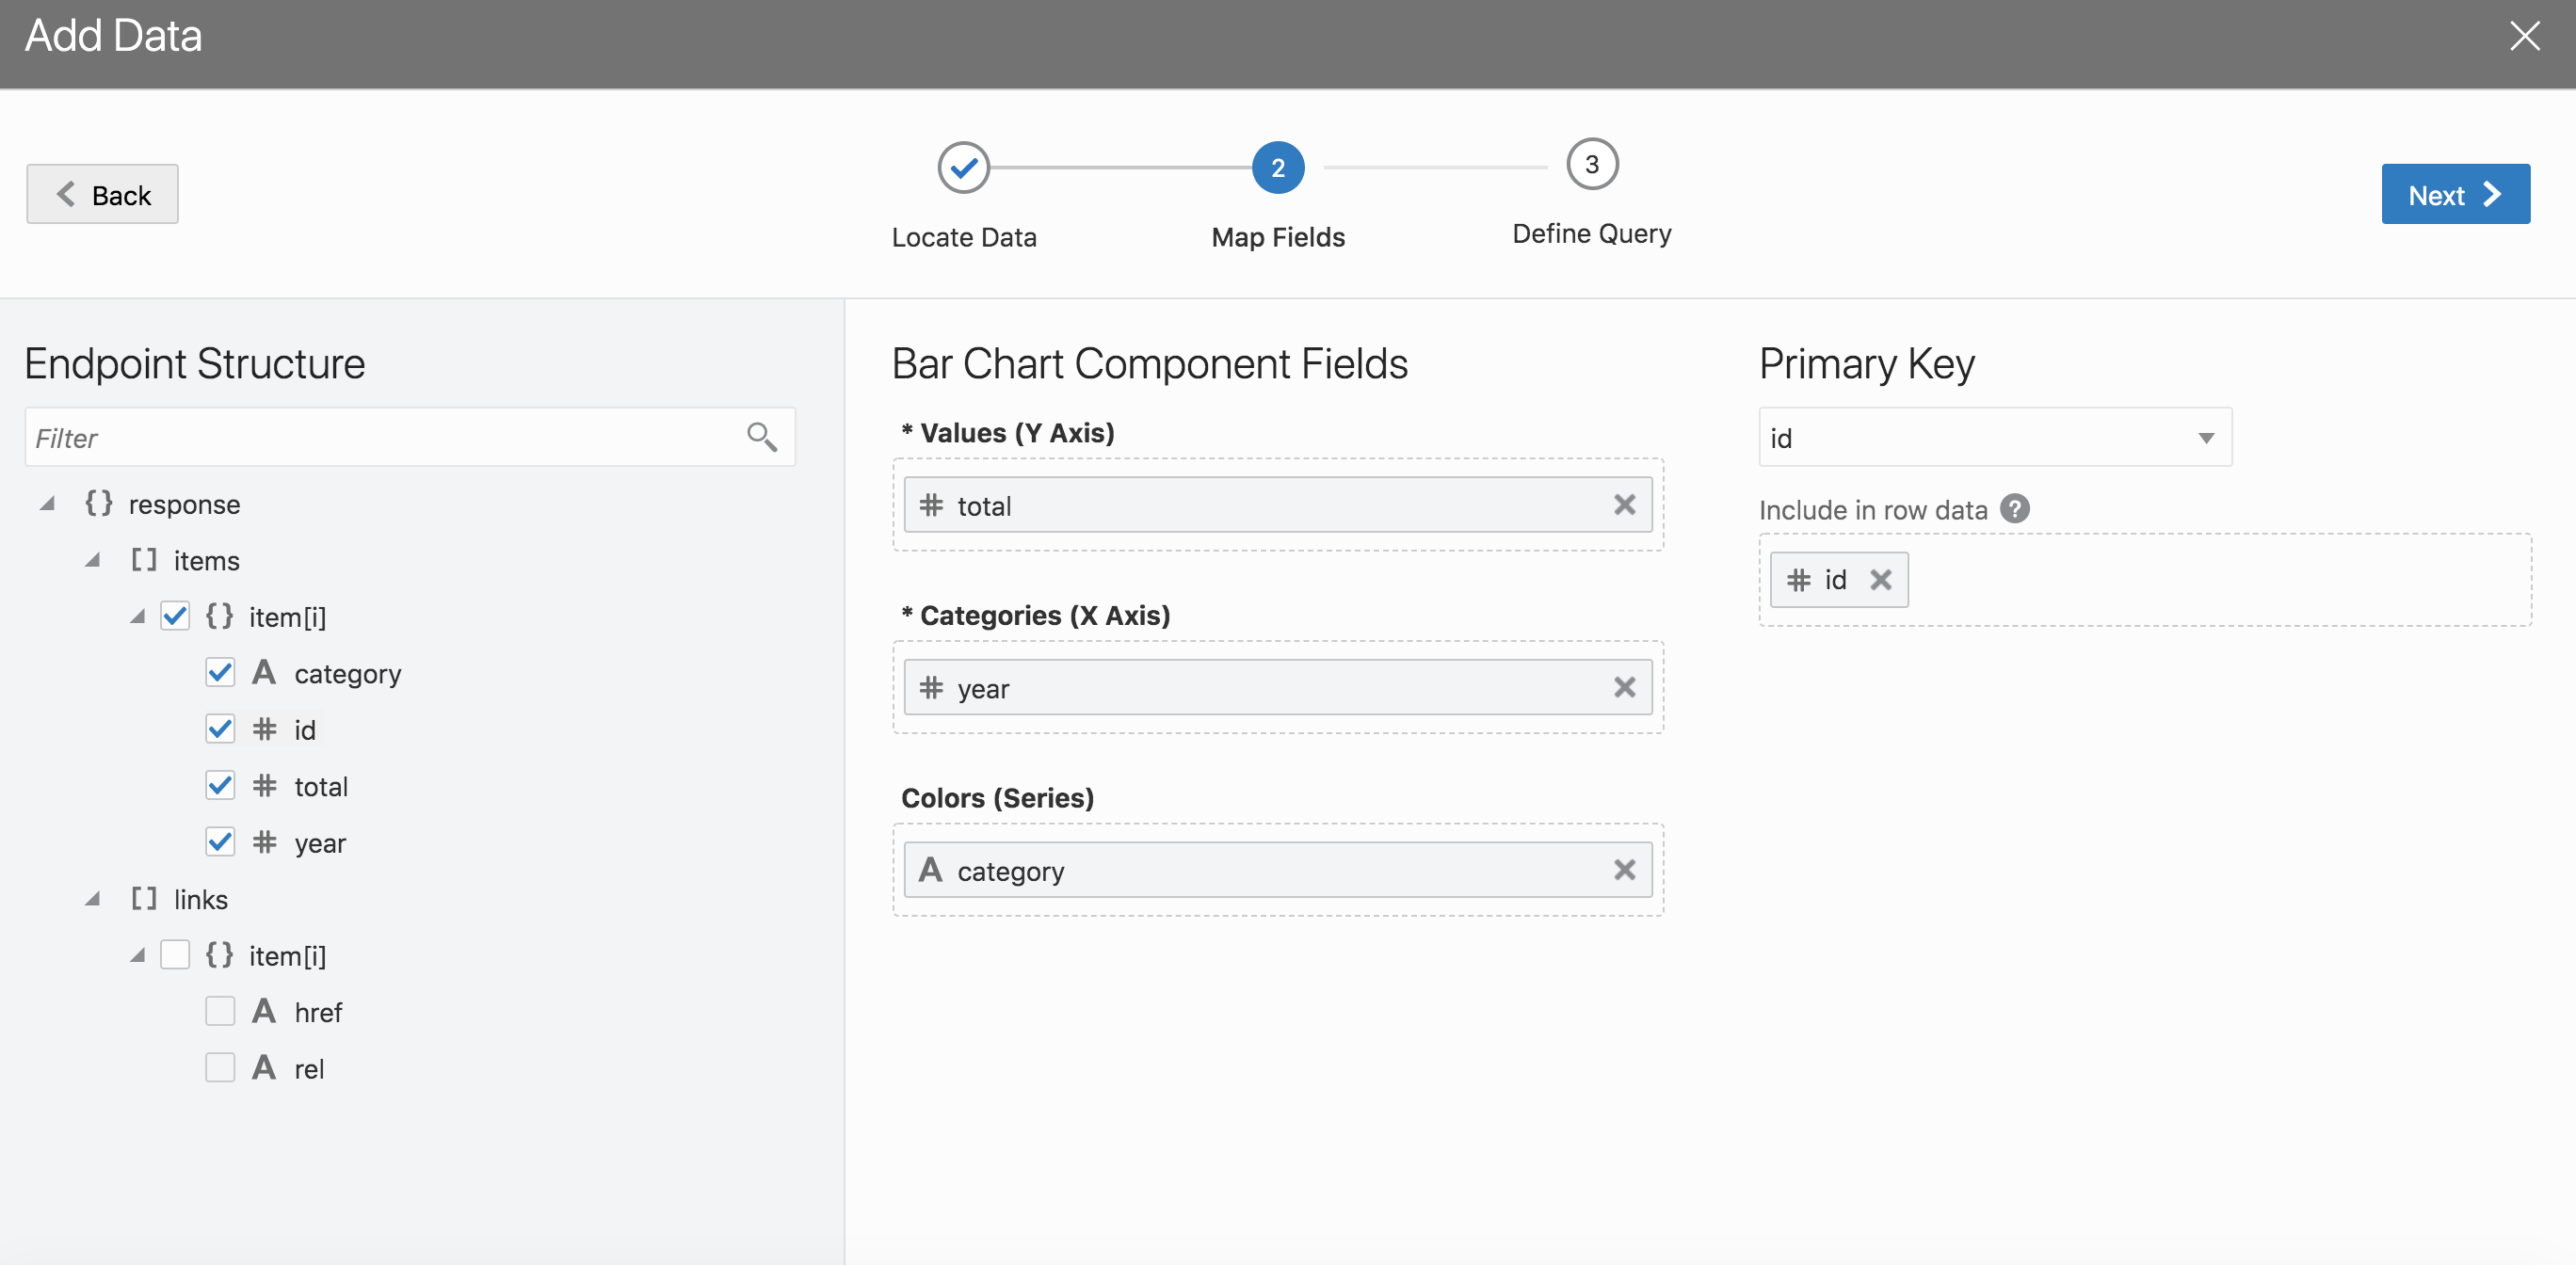 Add Data
Back
2
3
Next
Locate Data
Map Fields
Define Query
Endpoint Structure
Filter
{} response
[] items
{} item[i]
A category
# id
# total
# year
[] links
{} item[i]
A href
A rel
Bar Chart Component Fields
* Values (Y Axis)
# total
* Categories (X Axis)
# year
Colors (Series)
A category
Primary Key
id
Include in row data ?
# id